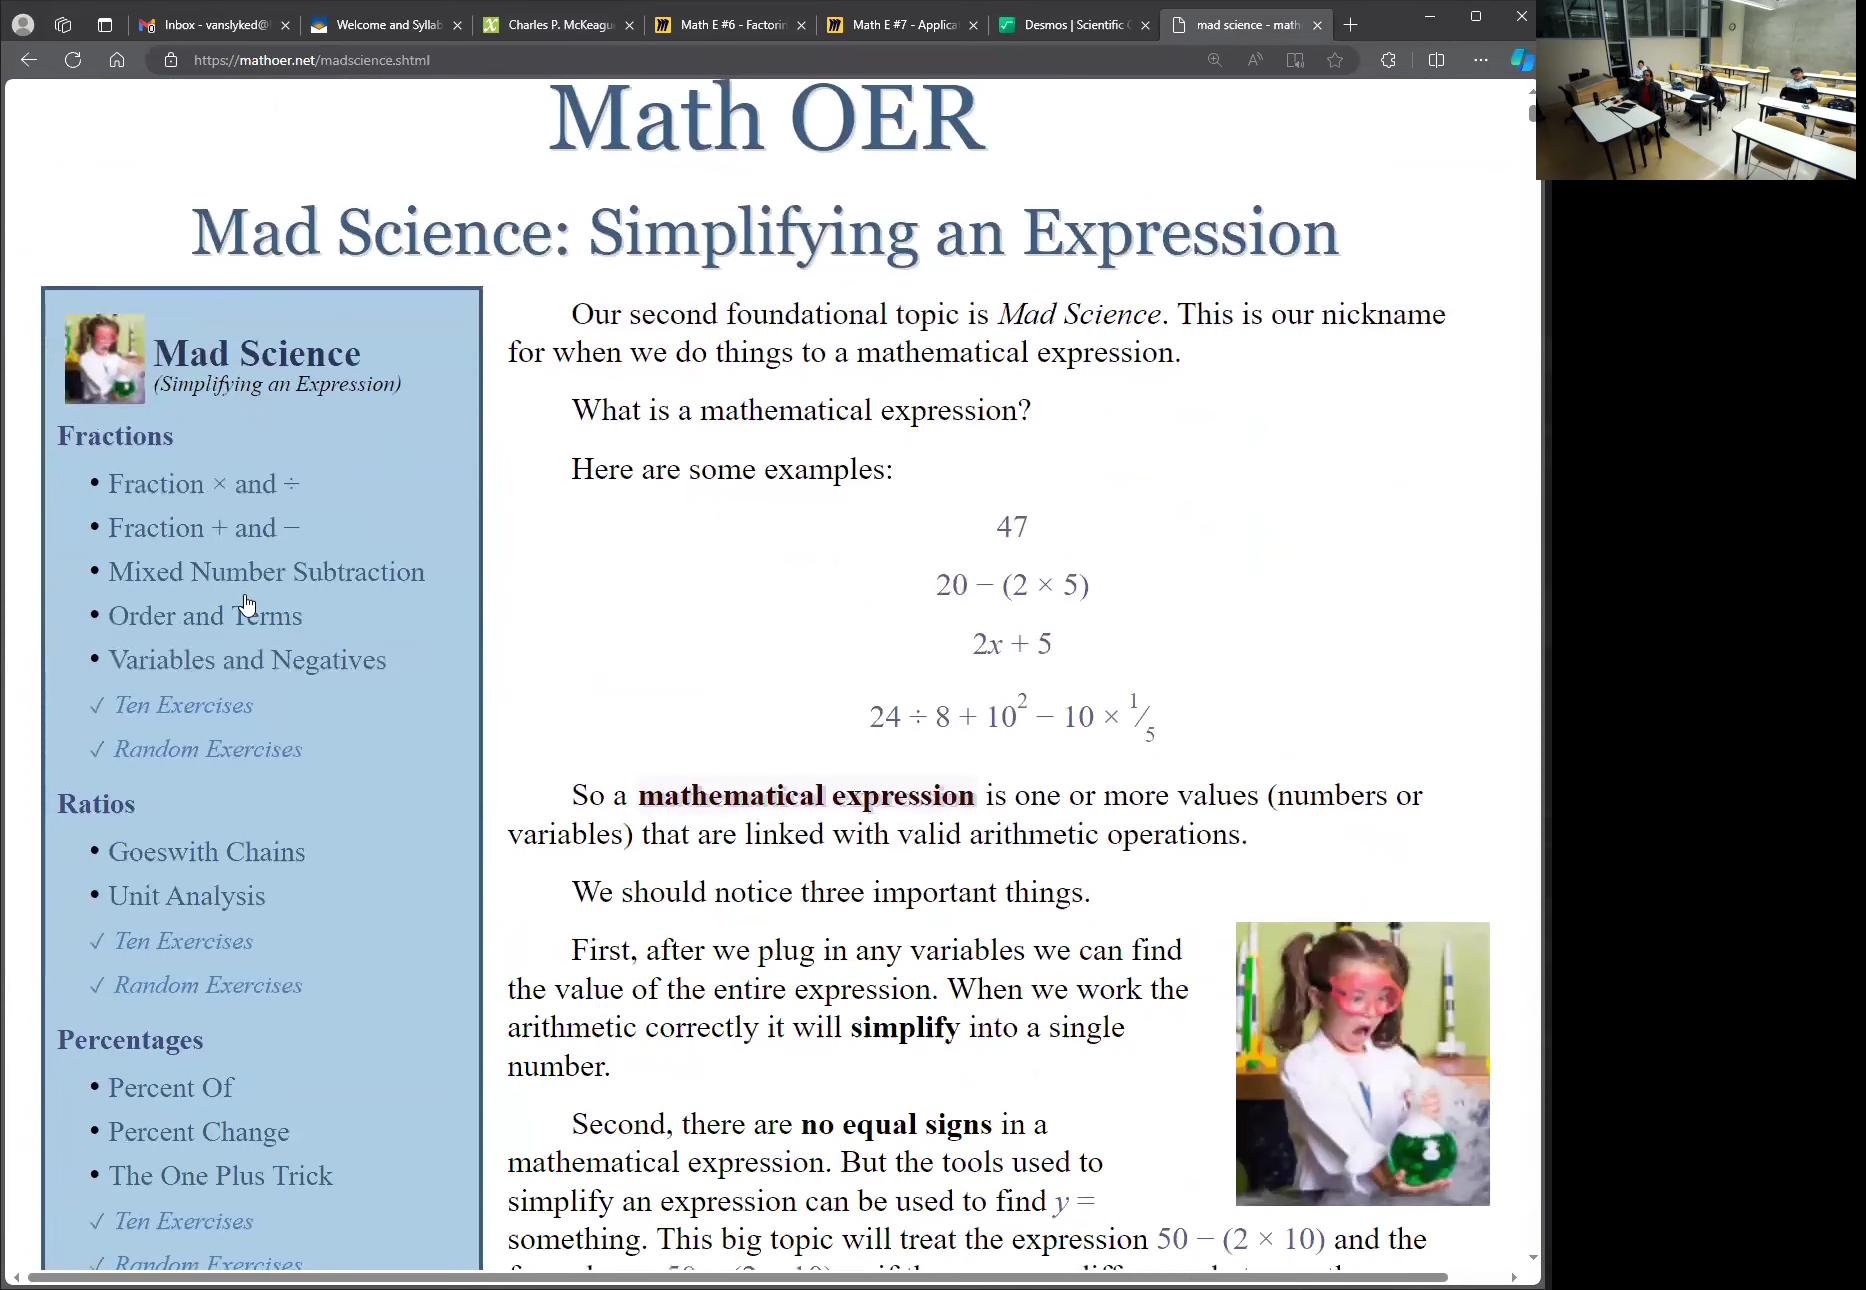 Inbox - vanslyked@
Welcome and Syllab
Charles P. McKeagu
Math E #6 - Factorin
Math E #7 - Applica
Desmos | Scientific
mad science - math
https://mathoer.net/madscience.shtml
Math OER
Mad Science: Simplifying an Expression
Mad Science
(Simplifying an Expression)
Fractions
• Fraction × and ÷
• Fraction + and −
• Mixed Number Subtraction
• Order and Terms
• Variables and Negatives
✓ Ten Exercises
✓ Random Exercises
Ratios
• Goeswith Chains
• Unit Analysis
✓ Ten Exercises
✓ Random Exercises
Percentages
• Percent Of
• Percent Change
• The One Plus Trick
✓ Ten Exercises
✓ Random Exercises
Our second foundational topic is Mad Science. This is our nickname
for when we do things to a mathematical expression.
What is a mathematical expression?
Here are some examples:
47
20 − (2 × 5)
2x + 5
24 ÷ 8 + 10² − 10 × 1/5
So a mathematical expression is one or more values (numbers or
variables) that are linked with valid arithmetic operations.
We should notice three important things.
First, after we plug in any variables we can find
the value of the entire expression. When we work the
arithmetic correctly it will simplify into a single
number.
Second, there are no equal signs in a
mathematical expression. But the tools used to
simplify an expression can be used to find y =
something. This big topic will treat the expression 50 − (2 × 10) and the